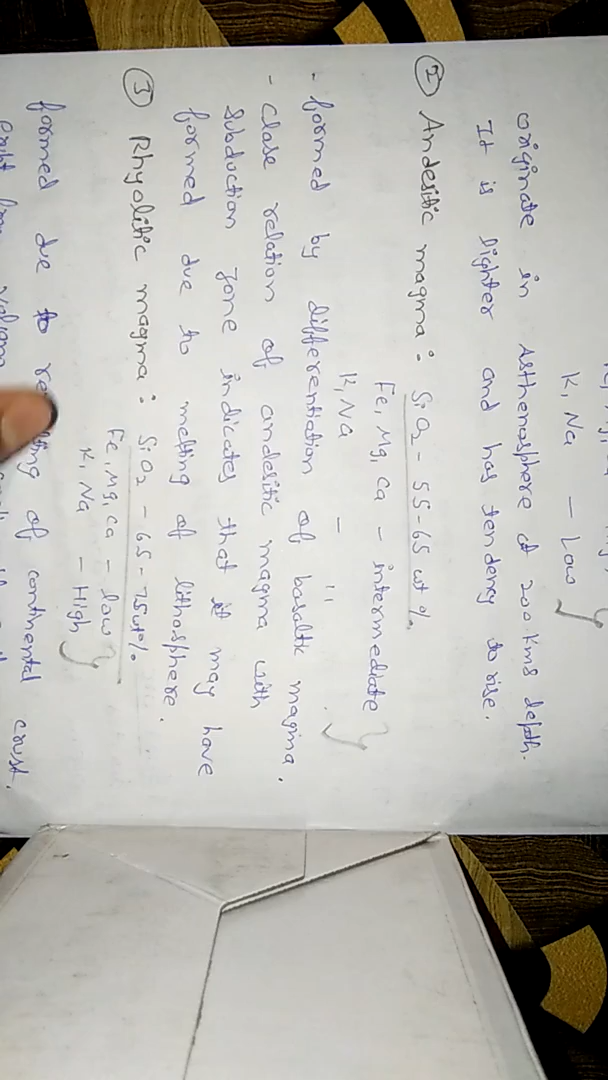 K, Na — Low
originate in Asthenosphere at 200 Kms depth.
It is lighter and has tendency to rise.
② Andesitic magma: SiO2 - 55-65 wt %.
Fe, Mg, Ca - intermediate
K, Na — "
- formed by differentiation of basaltic magma.
- Close relation of andesitic magma with
subduction zone indicates that it may have
formed due to melting of lithosphere.
③ Rhyolitic magma: SiO2 - 65-75 wt %
Fe, Mg, Ca - low
K, Na - High
formed due to of continental crust.